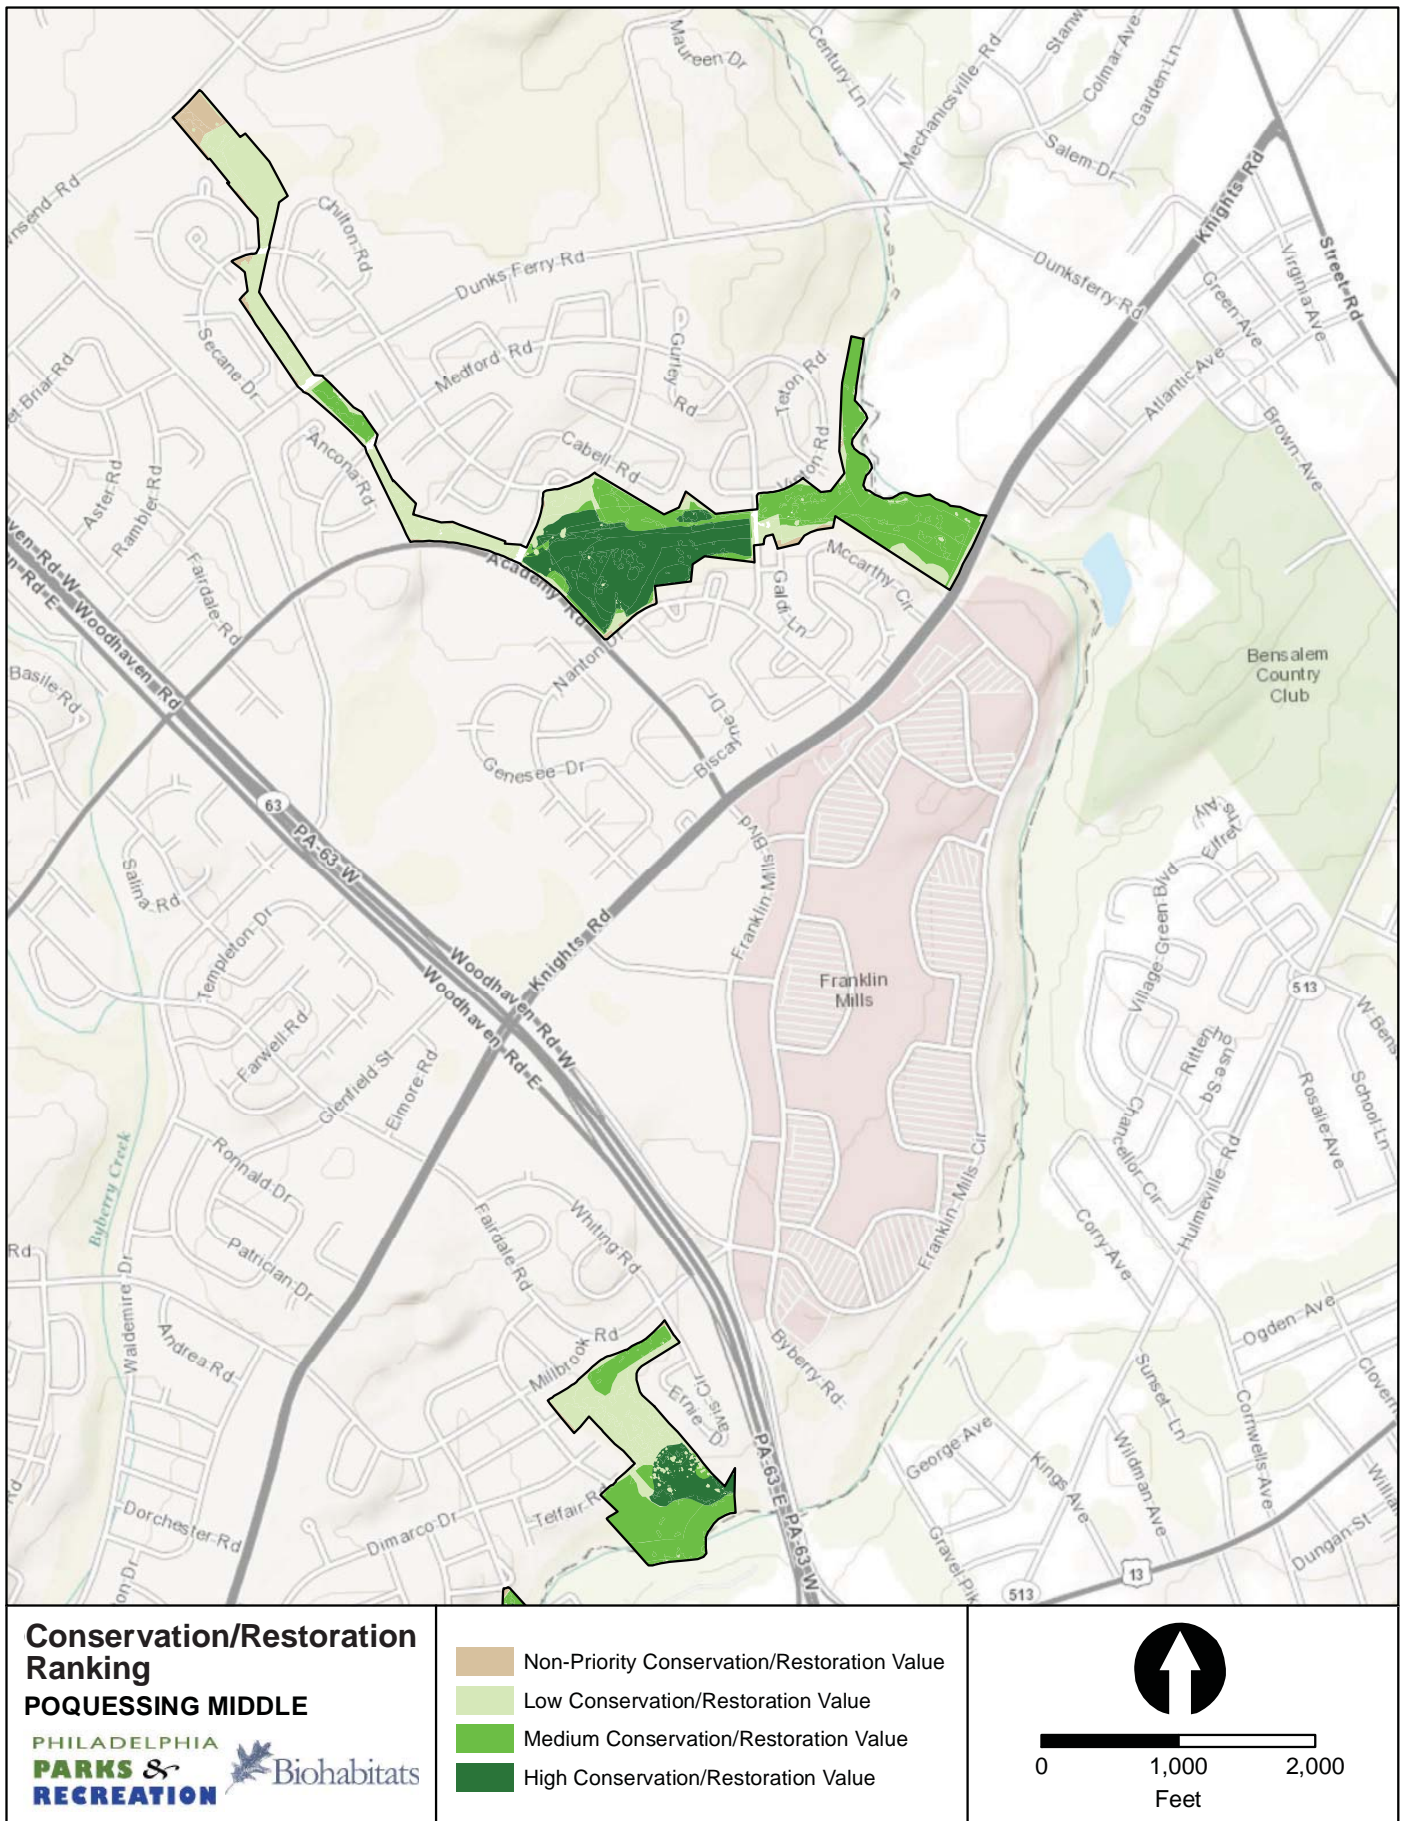 Maureen Dr
Century Ln
Mechanicsville Rd
Colmar Ave
Garden Ln
Salem Dr
Knights Rd
Street Rd
Virginia Ave
Green Ave
Dunksferry Rd
Atlantic Ave
Brown Ave
Chilton Rd
Dunks Ferry Rd
Secane Dr
Medford Rd
Gurley Rd
Teton Rd
Ancona Rd
Cabell Rd
Aster Rd
Rambler Rd
Fairdale Rd
Academy Rd
Mccarthy Cir
Galdi Ln
Nanton Dr
Woodhaven Rd
Basile Rd
Genesee Dr
Bensalem
Country
Club
63
PA-63-W
Franklin Mills Blvd
Salina Rd
Templeton Dr
Woodhaven Rd W
Woodhaven Rd E
Knights Rd
Franklin
Mills
Village Green Blvd
513
Farwell Rd
Glenfield St
Elmore Rd
Rittenhouse Sq
Chancellor Cir
Rosalie Ave
School Ln
Byberry Creek
Ronnald Dr
Patrician Dr
Fairdale Rd
Whiting Rd
Franklin Mills Cir
Hulmeville Rd
Corry Ave
Rd
Waldemire Dr
Andrea Rd
Millbrook Rd
Byberry Rd
Ogden Ave
Sunset Ln
Cornwells Ave
George Ave
Kings Ave
Wildman Ave
PA-63-E
PA-63-W
Telfair Rd
Dimarco Dr
Dorchester Rd
Dungan St
13
513
Conservation/Restoration
Ranking
POQUESSING MIDDLE
PHILADELPHIA
PARKS &
RECREATION
Biohabitats
Non-Priority Conservation/Restoration Value
Low Conservation/Restoration Value
Medium Conservation/Restoration Value
High Conservation/Restoration Value
0 1,000 2,000
Feet